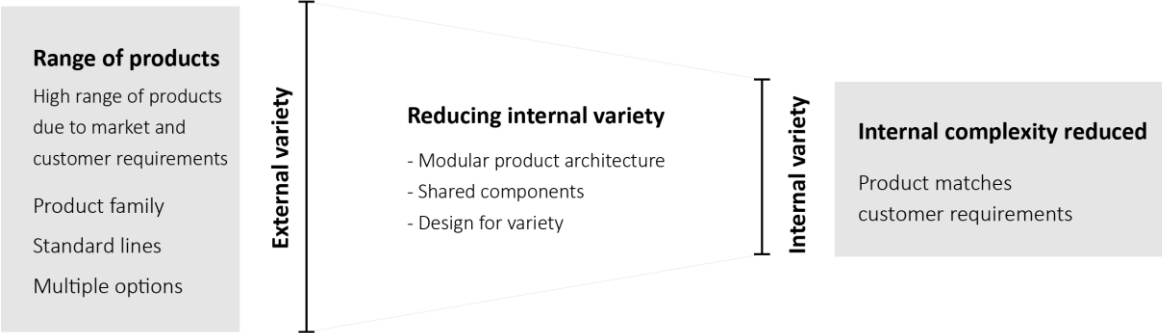 Range of products
High range of products
due to market and
customer requirements
Product family
Standard lines
Multiple options
External variety
Reducing internal variety
- Modular product architecture
- Shared components
- Design for variety
Internal variety
Internal complexity reduced
Product matches
customer requirements